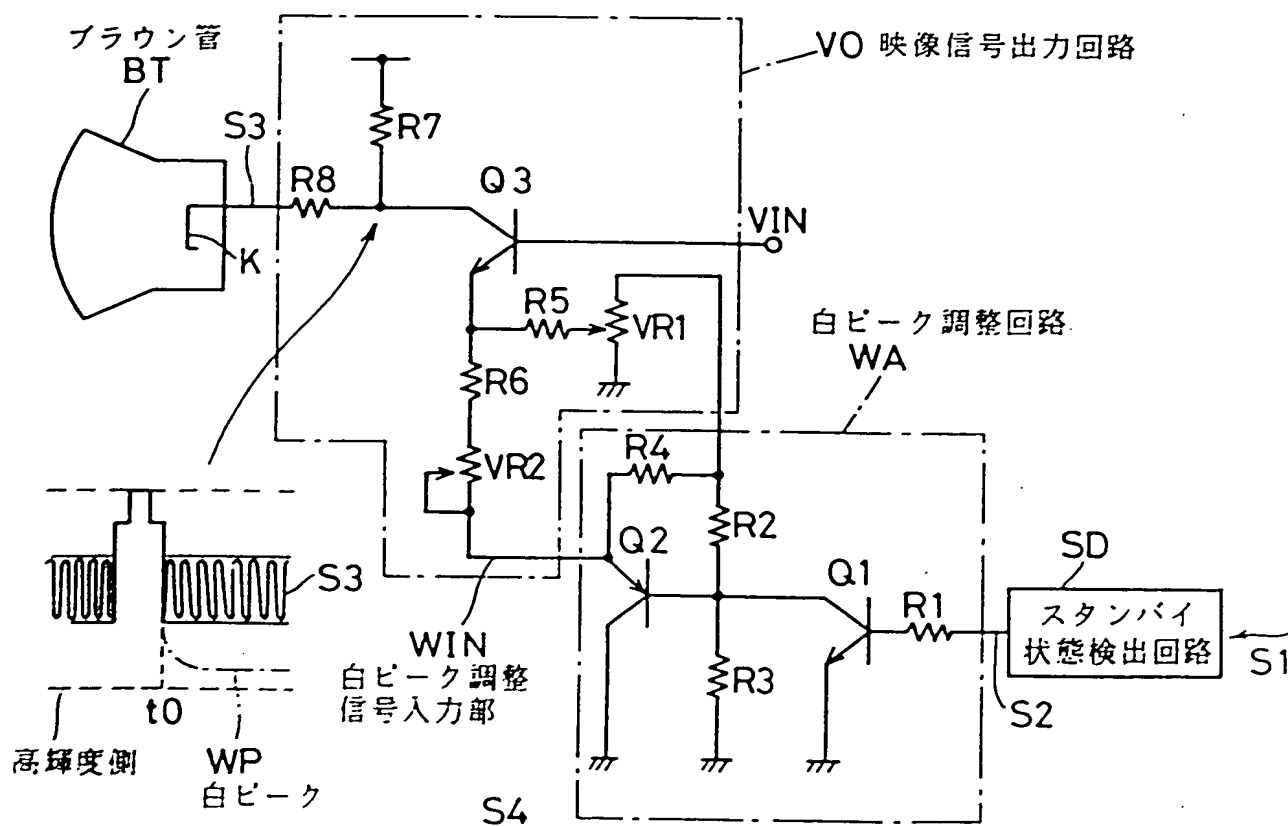 ブラウン管
BT
VO 映像信号出力回路
S3
R7
R8
Q3
VIN
K
R5
VR1
白ピーク調整回路
WA
R6
VR2
R4
R2
Q2
Q1
SD
S3
R1
スタンバイ
状態検出回路
S1
WIN
白ピーク調整
信号入力部
R3
S2
t0
高輝度側
WP
白ピーク
S4